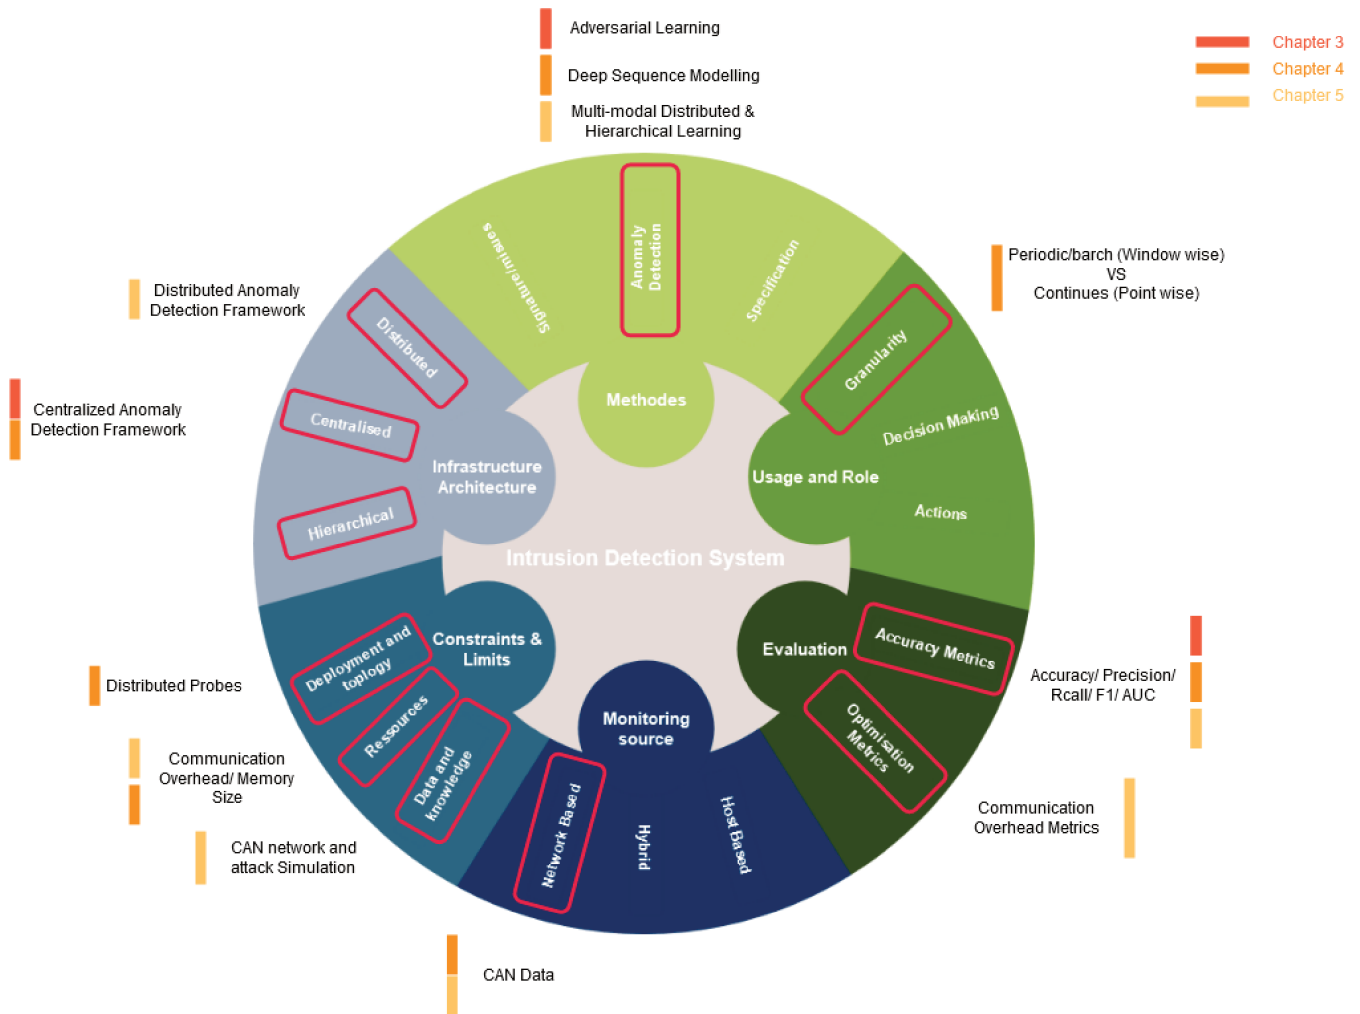 Adversarial Learning
Deep Sequence Modelling
Multi-modal Distributed &
Hierarchical Learning
Chapter 3
Chapter 4
Chapter 5
Signature/misues
Anomaly
Detection
Specification
Methodes
Periodic/barch (Window wise)
VS
Continues (Point wise)
Granularity
Decision Making
Actions
Usage and Role
Distributed Anomaly
Detection Framework
Centralized Anomaly
Detection Framework
Distributed
Centralised
Hierarchical
Infrastructure
Architecture
Intrusion Detection System
Constraints &
Limits
Deployment and
toplogy
Ressources
Data and
knowledge
Distributed Probes
Communication
Overhead/ Memory
Size
CAN network and
attack Simulation
Monitoring
source
Network Based
Hybrid
Host Based
CAN Data
Evaluation
Accuracy Metrics
Optimisation
Metrics
Accuracy/ Precision/
Rcall/ F1/ AUC
Communication
Overhead Metrics